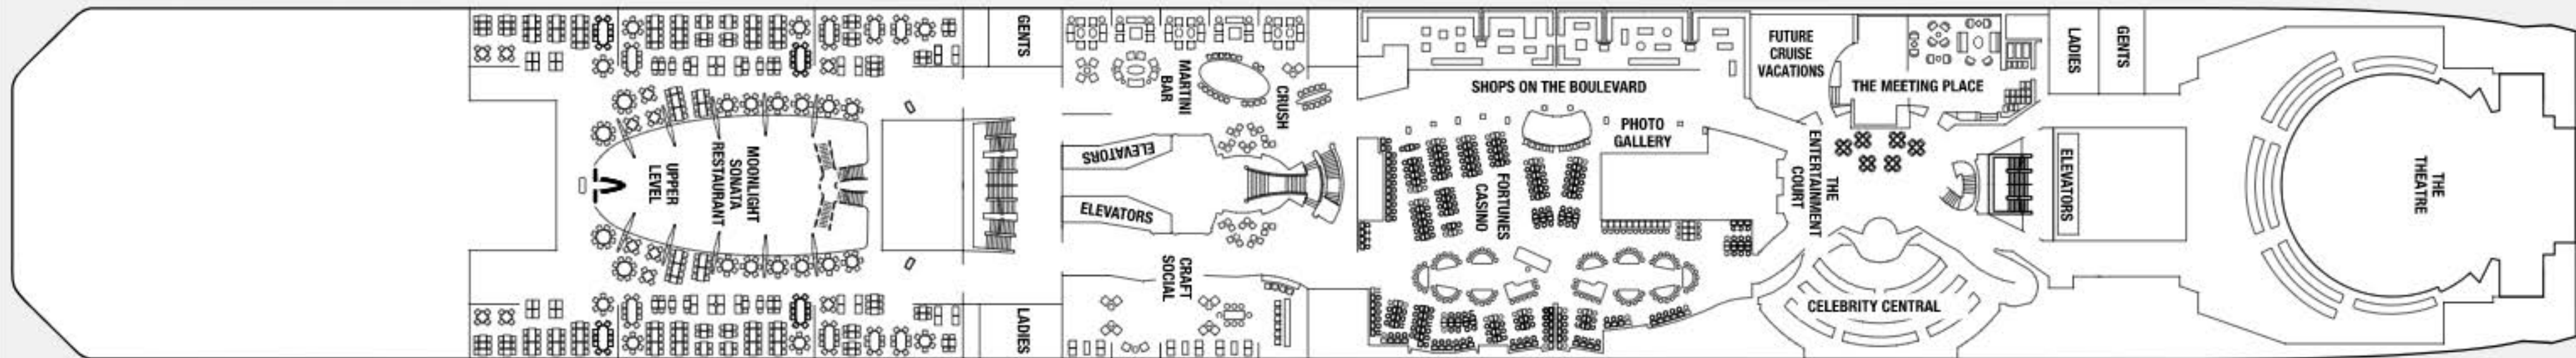 UPPER
LEVEL
MOONLIGHT
SONATA
RESTAURANT
GENTS
LADIES
MARTINI
BAR
CRUSH
ELEVATORS
ELEVATORS
CRAFT
SOCIAL
SHOPS ON THE BOULEVARD
PHOTO
GALLERY
FORTUNES
CASINO
FUTURE
CRUISE
VACATIONS
THE MEETING PLACE
THE
ENTERTAINMENT
COURT
CELEBRITY CENTRAL
LADIES
GENTS
ELEVATORS
THE
THEATRE